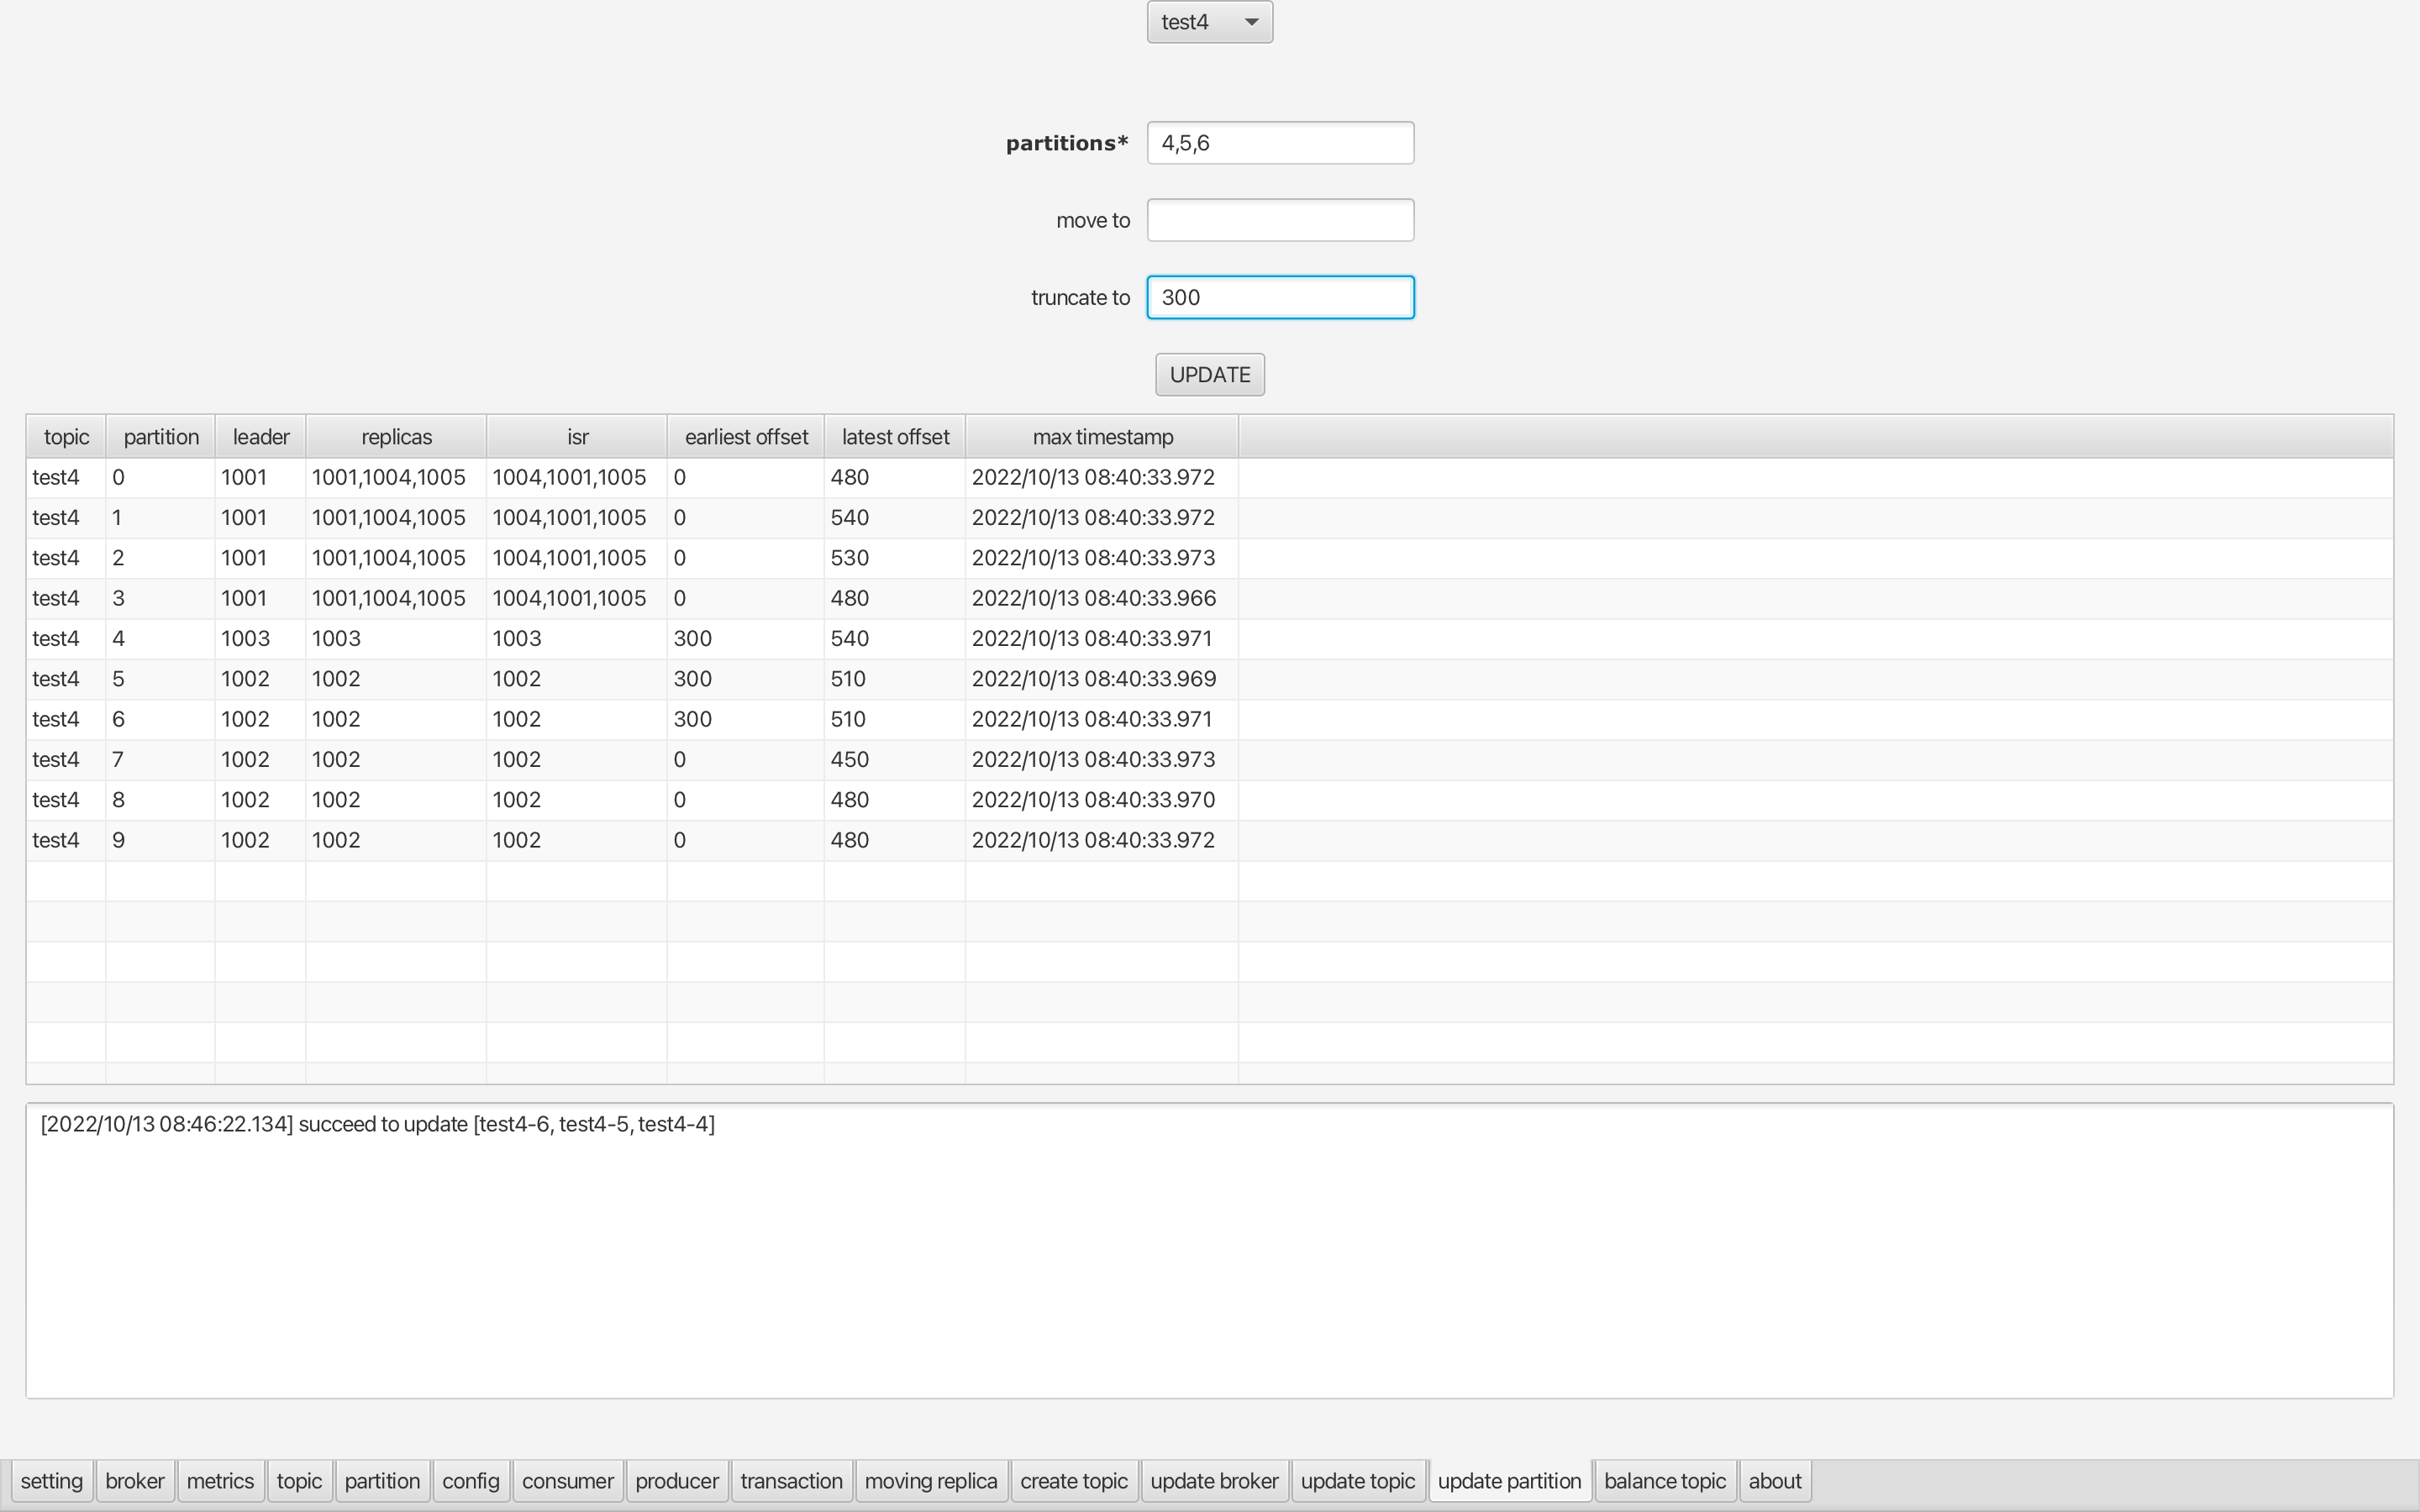 test4
partitions* 4,5,6
move to
truncate to 300
UPDATE
topic partition leader replicas isr earliest offset latest offset max timestamp
test4 0 1001 1001,1004,1005 1004,1001,1005 0 480 2022/10/13 08:40:33.972
test4 1 1001 1001,1004,1005 1004,1001,1005 0 540 2022/10/13 08:40:33.972
test4 2 1001 1001,1004,1005 1004,1001,1005 0 530 2022/10/13 08:40:33.973
test4 3 1001 1001,1004,1005 1004,1001,1005 0 480 2022/10/13 08:40:33.966
test4 4 1003 1003 1003 300 540 2022/10/13 08:40:33.971
test4 5 1002 1002 1002 300 510 2022/10/13 08:40:33.969
test4 6 1002 1002 1002 300 510 2022/10/13 08:40:33.971
test4 7 1002 1002 1002 0 450 2022/10/13 08:40:33.973
test4 8 1002 1002 1002 0 480 2022/10/13 08:40:33.970
test4 9 1002 1002 1002 0 480 2022/10/13 08:40:33.972
[2022/10/13 08:46:22.134] succeed to update [test4-6, test4-5, test4-4]
setting broker metrics topic partition config consumer producer transaction moving replica create topic update broker update topic update partition balance topic about